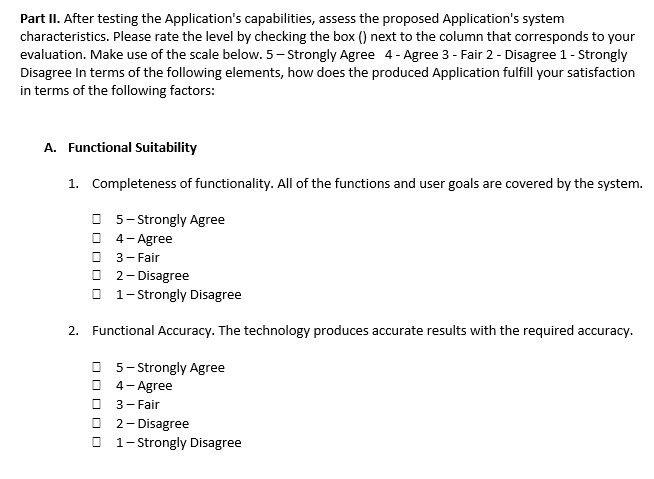 Part II. After testing the Application's capabilities, assess the proposed Application's system
characteristics. Please rate the level by checking the box () next to the column that corresponds to your
evaluation. Make use of the scale below. 5 – Strongly Agree 4 - Agree 3 - Fair 2 - Disagree 1 - Strongly
Disagree In terms of the following elements, how does the produced Application fulfill your satisfaction
in terms of the following factors:
A. Functional Suitability
1. Completeness of functionality. All of the functions and user goals are covered by the system.
☐ 5 – Strongly Agree
☐ 4 – Agree
☐ 3 – Fair
☐ 2 – Disagree
☐ 1 – Strongly Disagree
2. Functional Accuracy. The technology produces accurate results with the required accuracy.
☐ 5 – Strongly Agree
☐ 4 – Agree
☐ 3 – Fair
☐ 2 – Disagree
☐ 1 – Strongly Disagree